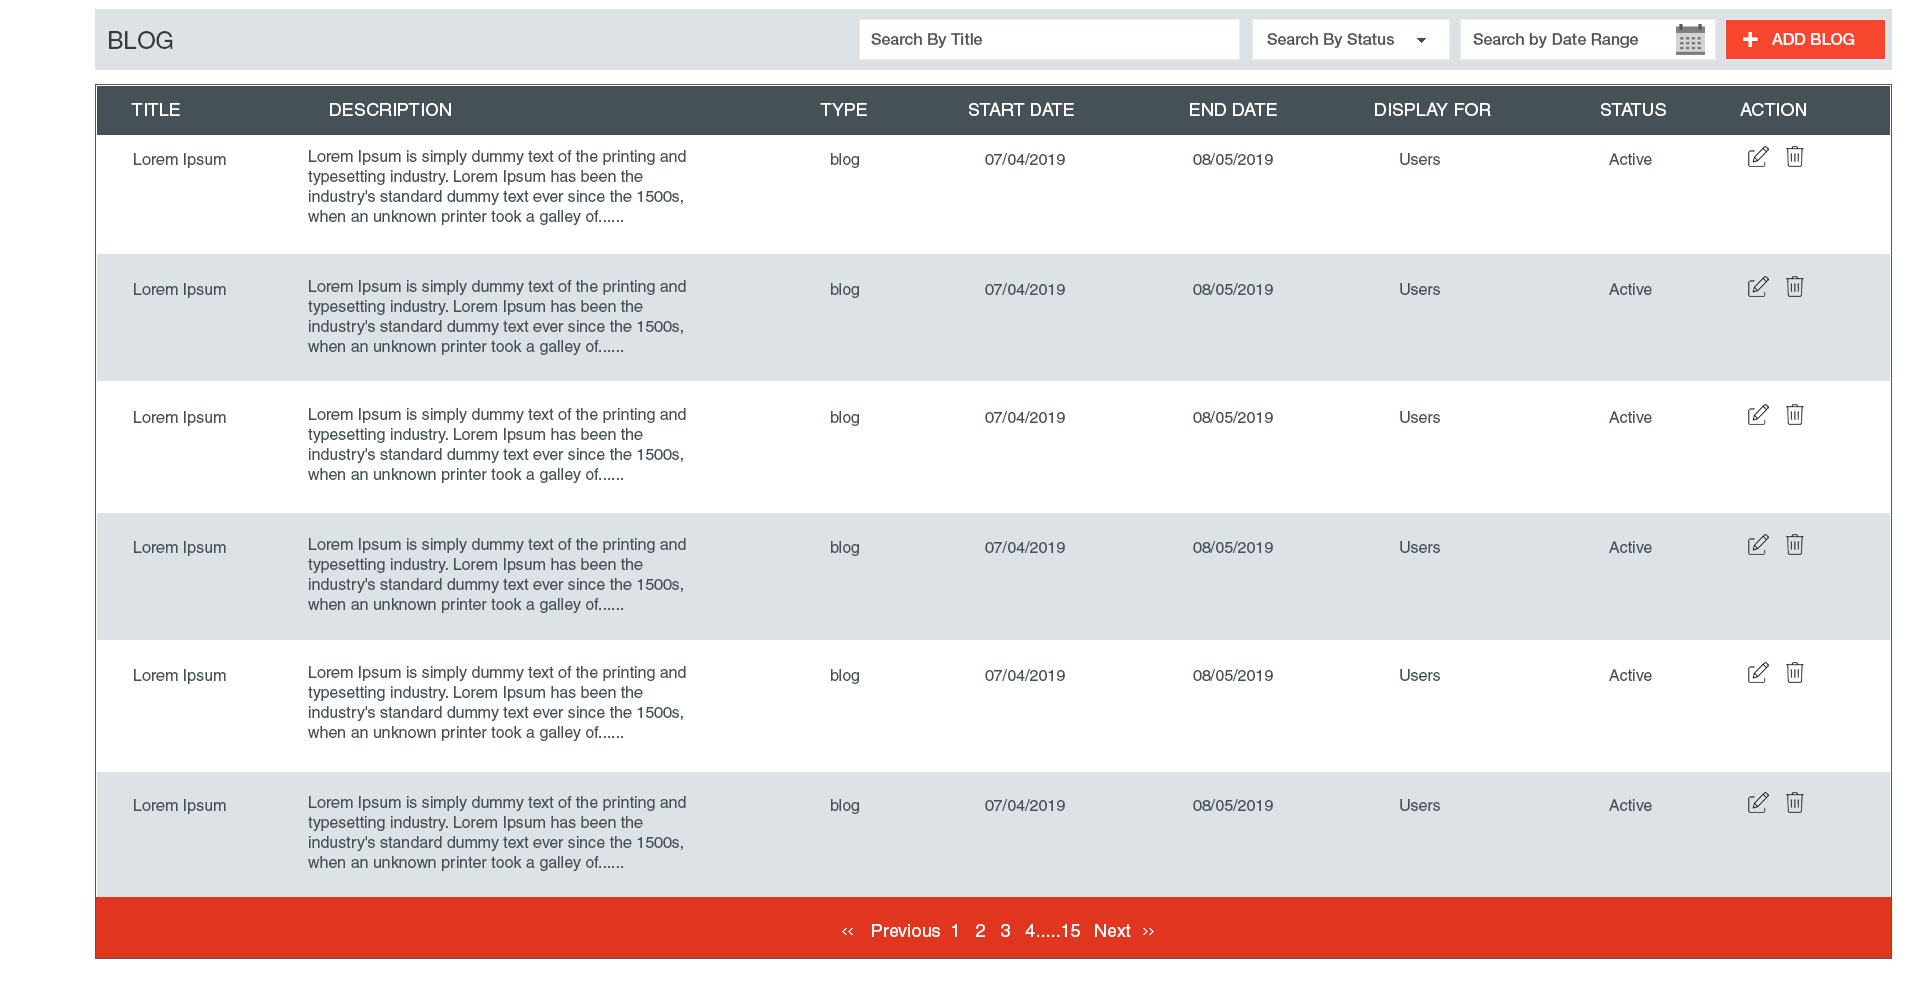 BLOG Search By Title Search By Status Search by Date Range + ADD BLOG
TITLE DESCRIPTION TYPE START DATE END DATE DISPLAY FOR STATUS ACTION
Lorem Ipsum Lorem Ipsum is simply dummy text of the printing and blog 07/04/2019 08/05/2019 Users Active
typesetting industry. Lorem Ipsum has been the
industry's standard dummy text ever since the 1500s,
when an unknown printer took a galley of......
Lorem Ipsum Lorem Ipsum is simply dummy text of the printing and blog 07/04/2019 08/05/2019 Users Active
typesetting industry. Lorem Ipsum has been the
industry's standard dummy text ever since the 1500s,
when an unknown printer took a galley of......
Lorem Ipsum Lorem Ipsum is simply dummy text of the printing and blog 07/04/2019 08/05/2019 Users Active
typesetting industry. Lorem Ipsum has been the
industry's standard dummy text ever since the 1500s,
when an unknown printer took a galley of......
Lorem Ipsum Lorem Ipsum is simply dummy text of the printing and blog 07/04/2019 08/05/2019 Users Active
typesetting industry. Lorem Ipsum has been the
industry's standard dummy text ever since the 1500s,
when an unknown printer took a galley of......
Lorem Ipsum Lorem Ipsum is simply dummy text of the printing and blog 07/04/2019 08/05/2019 Users Active
typesetting industry. Lorem Ipsum has been the
industry's standard dummy text ever since the 1500s,
when an unknown printer took a galley of......
Lorem Ipsum Lorem Ipsum is simply dummy text of the printing and blog 07/04/2019 08/05/2019 Users Active
typesetting industry. Lorem Ipsum has been the
industry's standard dummy text ever since the 1500s,
when an unknown printer took a galley of......
‹‹ Previous 1 2 3 4.....15 Next ››